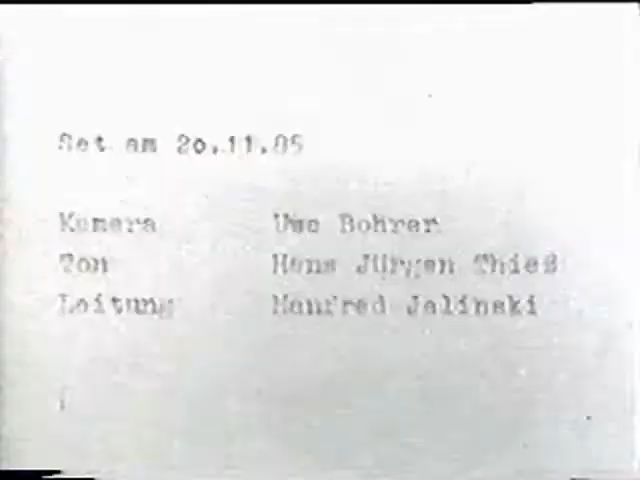 Set am 20.11.85
Kamera Uwe Bohrer
Ton Hans Jürgen Thieß
Leitung Manfred Jelinski